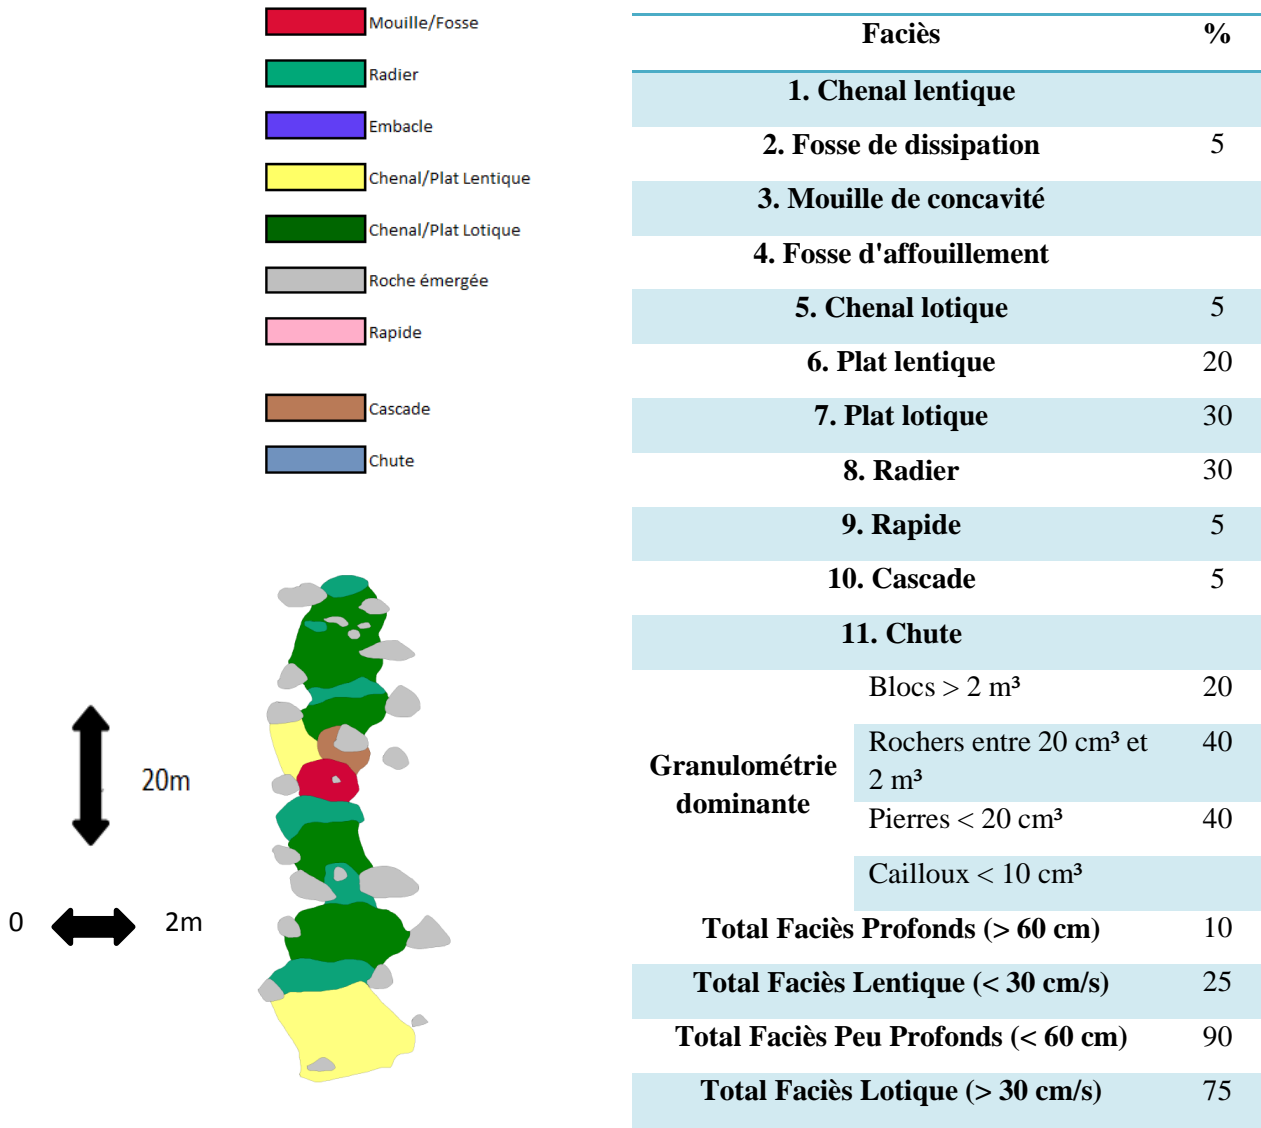 Mouille/Fosse
Radier
Embacle
Chenal/Plat Lentique
Chenal/Plat Lotique
Roche émergée
Rapide
Cascade
Chute
20m
0 2m
Faciès %
1. Chenal lentique
2. Fosse de dissipation 5
3. Mouille de concavité
4. Fosse d'affouillement
5. Chenal lotique 5
6. Plat lentique 20
7. Plat lotique 30
8. Radier 30
9. Rapide 5
10. Cascade 5
11. Chute
Granulométrie
dominante
Blocs > 2 m³ 20
Rochers entre 20 cm³ et 40
2 m³
Pierres < 20 cm³ 40
Cailloux < 10 cm³
Total Faciès Profonds (> 60 cm) 10
Total Faciès Lentique (< 30 cm/s) 25
Total Faciès Peu Profonds (< 60 cm) 90
Total Faciès Lotique (> 30 cm/s) 75